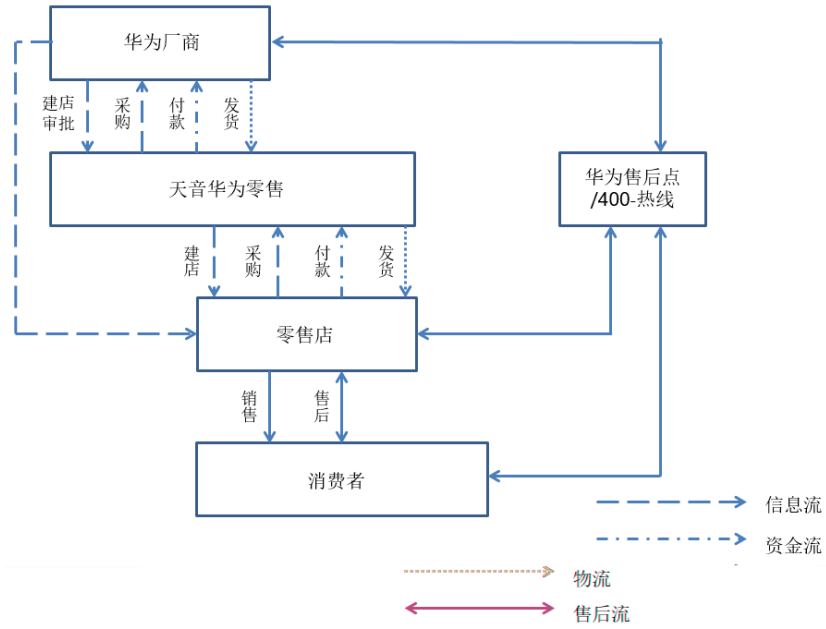 华为厂商
建店
审批
采购
付款
发货
天音华为零售
华为售后点
/400-热线
建店
采购
付款
发货
零售店
销售
售后
消费者
信息流
资金流
物流
售后流